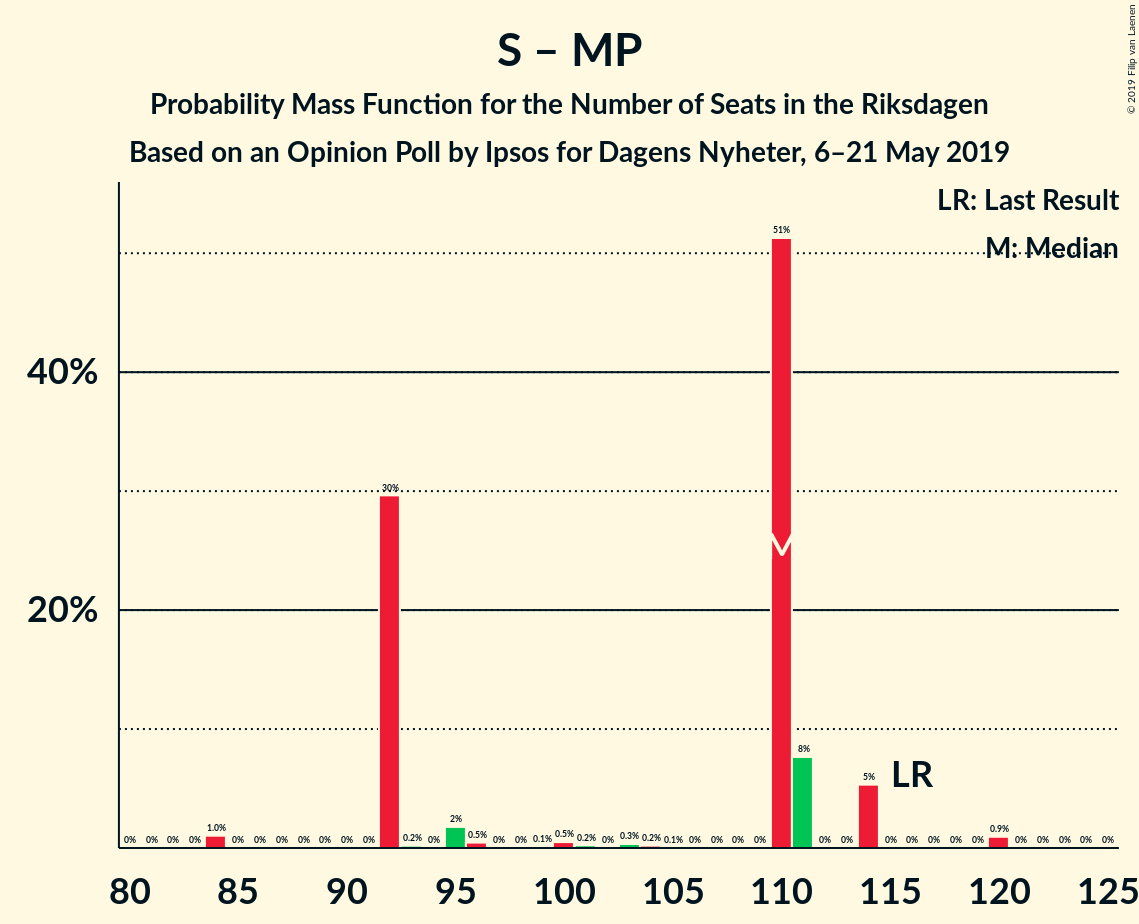 S – MP
Probability Mass Function for the Number of Seats in the Riksdagen
Based on an Opinion Poll by Ipsos for Dagens Nyheter, 6–21 May 2019
© 2019 Filip van Laenen
LR: Last Result
M: Median
40%
20%
0% 0% 0% 0% 1.0% 0% 0% 0% 0% 0% 0% 0% 30% 0.2% 0% 2% 0.5% 0% 0% 0.1% 0.5% 0.2% 0% 0.3% 0.2% 0.1% 0% 0% 0% 0% 51% 8% 0% 0% 5% 0% 0% 0% 0% 0% 0.9% 0% 0% 0% 0% 0%
LR
80 85 90 95 100 105 110 115 120 125